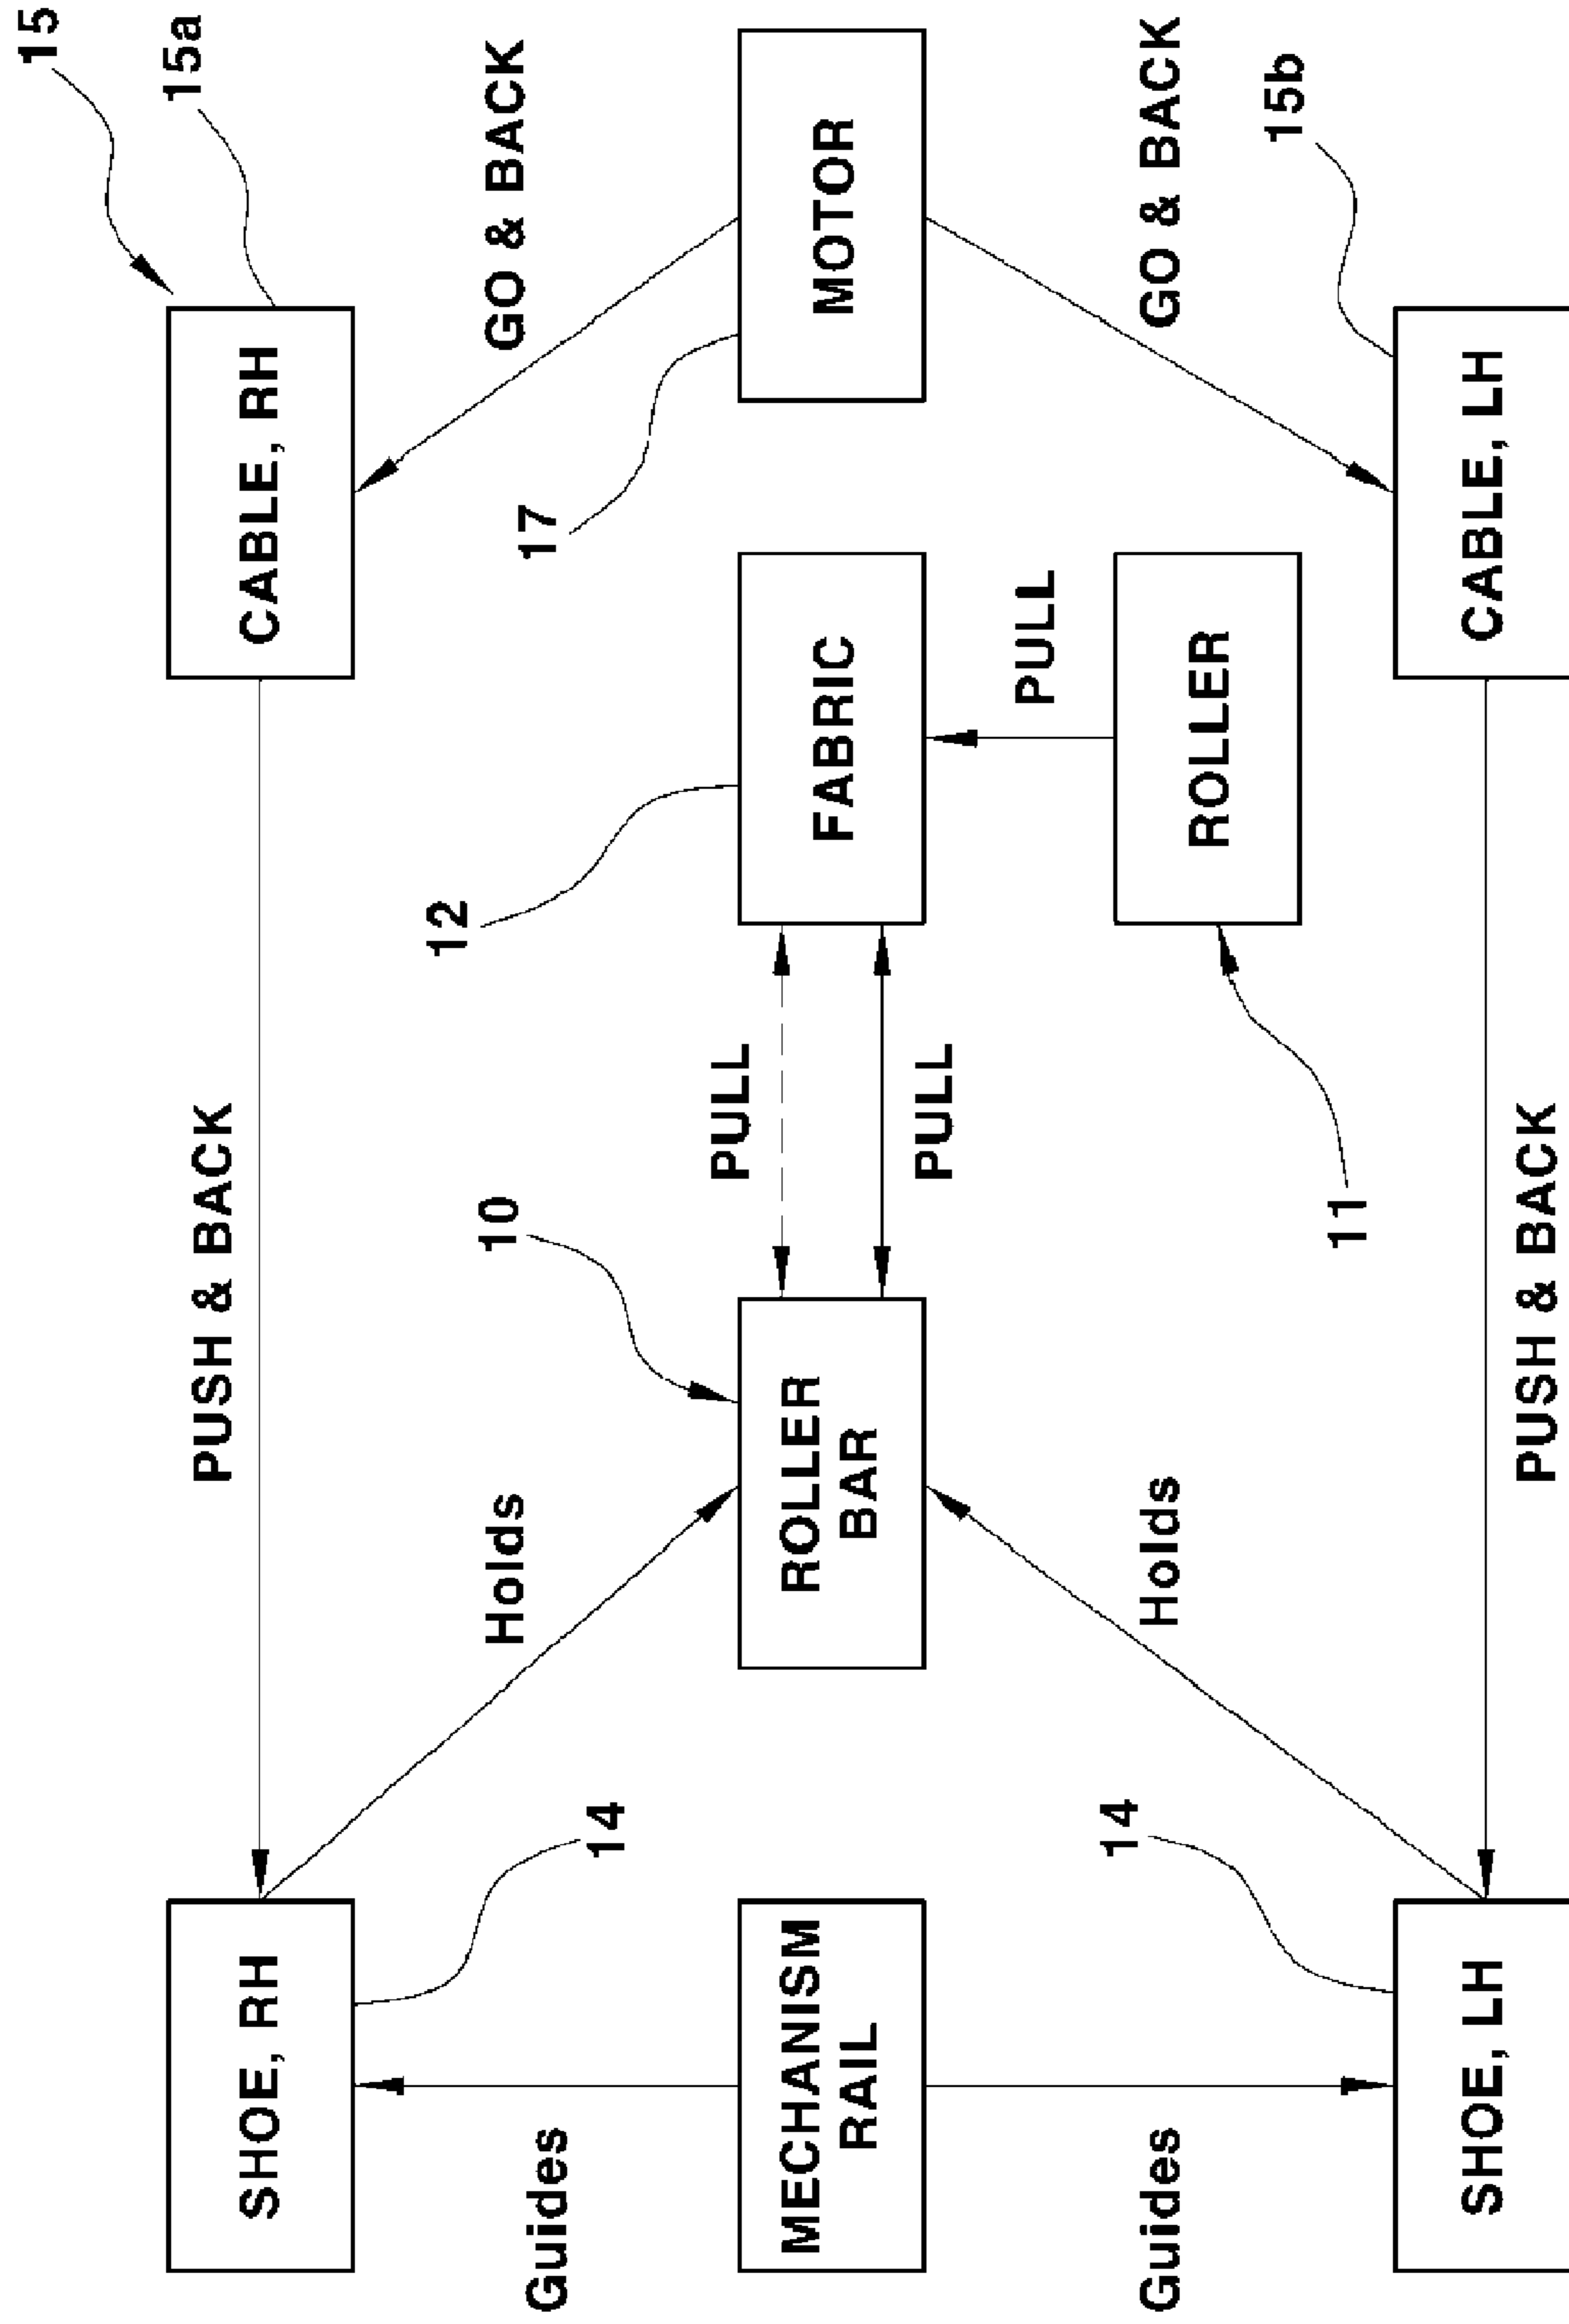 15
15a
PUSH & BACK
SHOE, RH
CABLE, RH
12
10
Guides
Holds
GO & BACK
17
14
PULL
MECHANISM
RAIL
ROLLER
BAR
FABRIC
MOTOR
PULL
PULL
14
Guides
Holds
GO & BACK
ROLLER
15b
11
SHOE, LH
CABLE, LH
PUSH & BACK